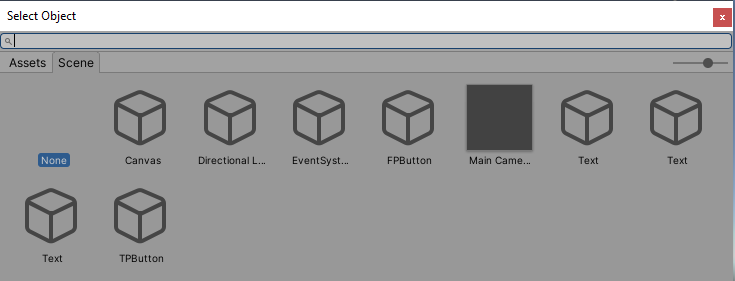 Select Object
x
Assets Scene
None Canvas Directional L... EventSyst... FPButton Main Came... Text Text
Text TPButton